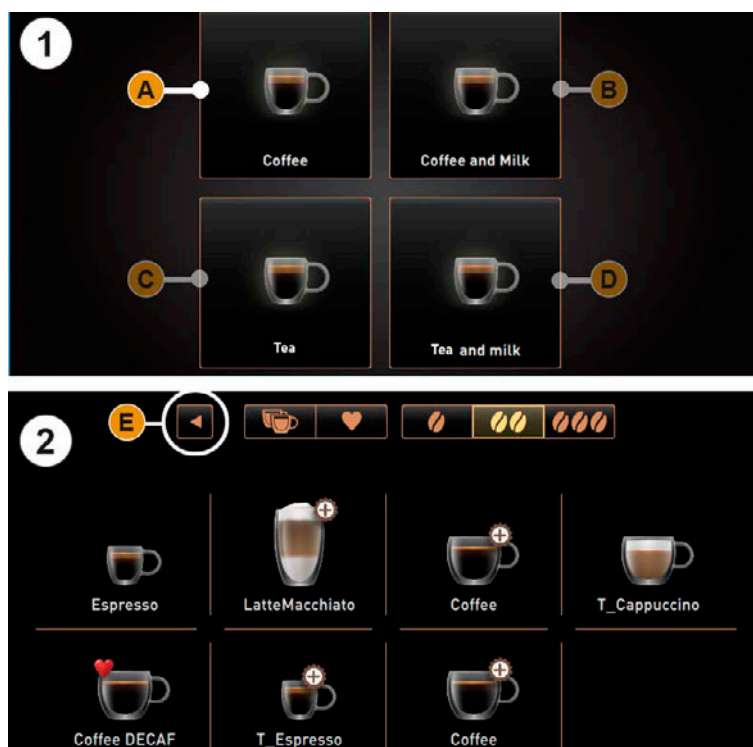 1
A
B
Coffee
Coffee and Milk
C
D
Tea
Tea and milk
2
E
Espresso
LatteMacchiato
Coffee
T_Cappuccino
Coffee DECAF
T_Espresso
Coffee